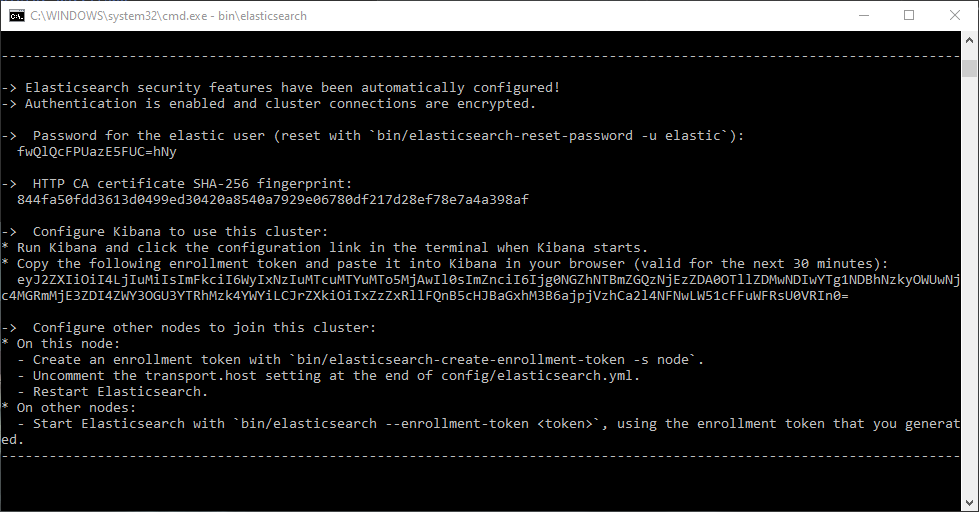 C:\WINDOWS\system32\cmd.exe - bin\elasticsearch
------------------------------------------------------------------------------------------------------------------------
-> Elasticsearch security features have been automatically configured!
-> Authentication is enabled and cluster connections are encrypted.
->  Password for the elastic user (reset with `bin/elasticsearch-reset-password -u elastic`):
  fwQlQcFPUazE5FUC=hNy
->  HTTP CA certificate SHA-256 fingerprint:
  844fa50fdd3613d0499ed30420a8540a7929e06780df217d28ef78e7a4a398af
->  Configure Kibana to use this cluster:
* Run Kibana and click the configuration link in the terminal when Kibana starts.
* Copy the following enrollment token and paste it into Kibana in your browser (valid for the next 30 minutes):
  eyJ2ZXIiOiI4LjIuMiIsImFkciI6WyIxNzIuMTcuMTYuMTo5MjAwIl0sImZnciI6Ijg0NGZhNTBmZGQzNjEzZDA0OTllZDMwNDIwYTg1NDBhNzkyOWUwNj
c4MGRmMjE3ZDI4ZWY3OGU3YTRhMzk4YWYiLCJrZXkiOiIxZzZxRllFQnB5cHJBaGxhM3B6ajpjVzhCa2l4NFNwLW51cFFuWFRsU0VRIn0=
->  Configure other nodes to join this cluster:
* On this node:
  - Create an enrollment token with `bin/elasticsearch-create-enrollment-token -s node`.
  - Uncomment the transport.host setting at the end of config/elasticsearch.yml.
  - Restart Elasticsearch.
* On other nodes:
  - Start Elasticsearch with `bin/elasticsearch --enrollment-token <token>`, using the enrollment token that you generat
ed.
------------------------------------------------------------------------------------------------------------------------